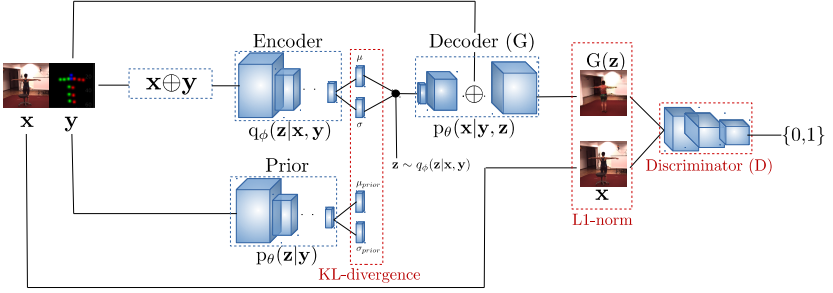 Encoder
Decoder (G)
μ
G(z)
x⊕y
⊕
σ
x
y
q_ϕ(z|x, y)
p_θ(x|y, z)
{0,1}
z ∼ q_ϕ(z|x, y)
Prior
Discriminator (D)
μ_prior
x
L1-norm
σ_prior
p_θ(z|y)
KL-divergence